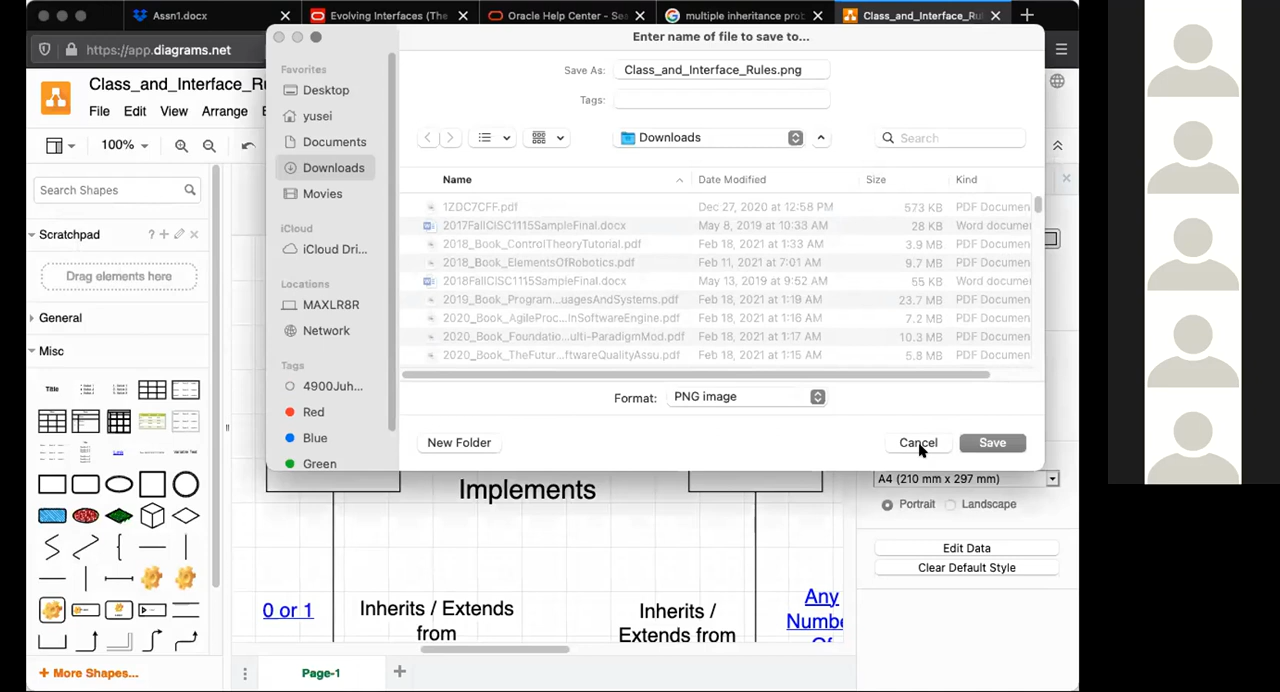 Assn1.docx
Evolving Interfaces (The
Oracle Help Center - Sea
multiple inheritance prob
Class_and_Interface_Ru
https://app.diagrams.net
Class_and_Interface_Ru
File Edit View Arrange E
100%
Search Shapes
Scratchpad
Drag elements here
General
Misc
Title
More Shapes...
Enter name of file to save to...
Save As: Class_and_Interface_Rules.png
Tags:
Favorites
Desktop
yusei
Documents
Downloads
Movies
iCloud
iCloud Dri...
Locations
MAXLR8R
Network
Tags
4900Juh...
Red
Blue
Green
Downloads
Search
Name Date Modified Size Kind
1ZDC7CFF.pdf Dec 27, 2020 at 12:58 PM 573 KB PDF Documen
2017FallCISC1115SampleFinal.docx May 8, 2019 at 10:33 AM 28 KB Word documen
2018_Book_ControlTheoryTutorial.pdf Feb 18, 2021 at 1:33 AM 3.9 MB PDF Documen
2018_Book_ElementsOfRobotics.pdf Feb 11, 2021 at 7:01 AM 9.7 MB PDF Documen
2018FallCISC1115SampleFinal.docx May 13, 2019 at 9:52 AM 55 KB Word documen
2019_Book_Program...uagesAndSystems.pdf Feb 18, 2021 at 1:19 AM 23.7 MB PDF Documen
2020_Book_AgileProc...InSoftwareEngine.pdf Feb 18, 2021 at 1:16 AM 7.2 MB PDF Documen
2020_Book_Foundatio...ulti-ParadigmMod.pdf Feb 18, 2021 at 1:17 AM 10.3 MB PDF Documen
2020_Book_TheFutur...ftwareQualityAssu.pdf Feb 18, 2021 at 1:15 AM 5.8 MB PDF Documen
Format: PNG image
New Folder
Cancel
Save
Implements
0 or 1
Inherits / Extends
from
Inherits /
Extends from
Any
Numbe
Of
A4 (210 mm x 297 mm)
Portrait Landscape
Edit Data
Clear Default Style
Page-1